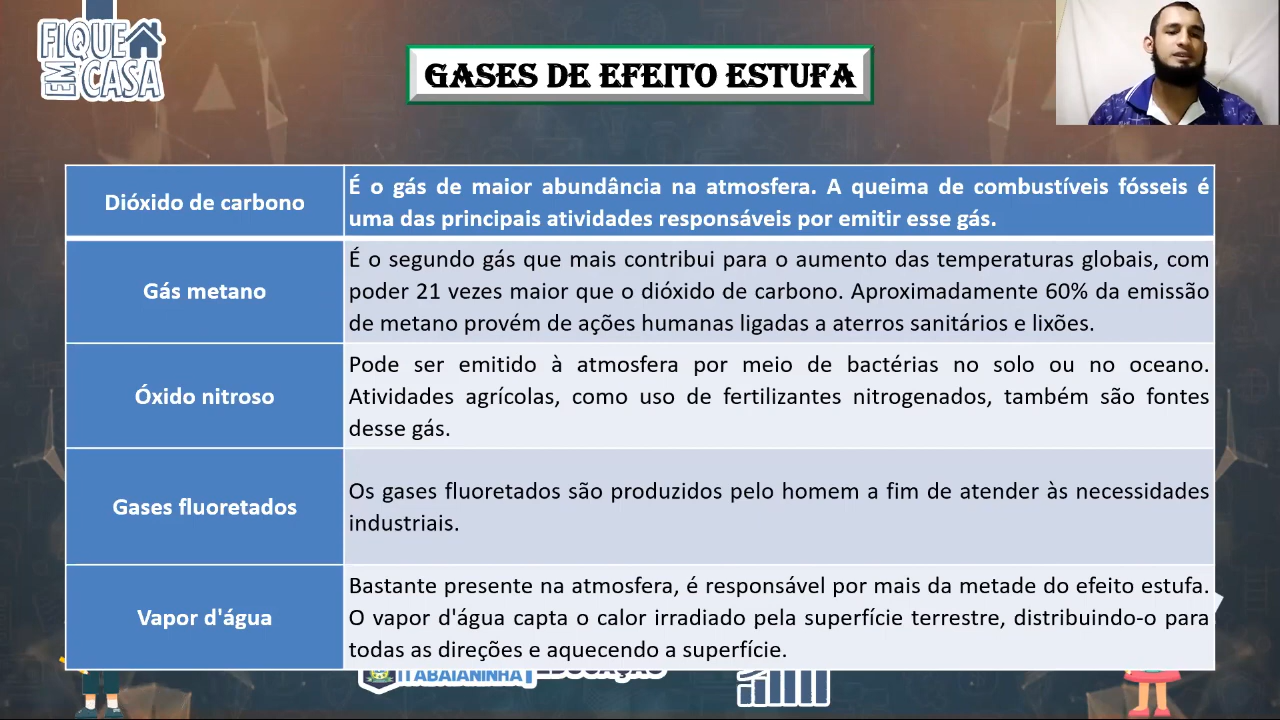 FIQUE
EM CASA
GASES DE EFEITO ESTUFA
Dióxido de carbono
É o gás de maior abundância na atmosfera. A queima de combustíveis fósseis é
uma das principais atividades responsáveis por emitir esse gás.
Gás metano
É o segundo gás que mais contribui para o aumento das temperaturas globais, com
poder 21 vezes maior que o dióxido de carbono. Aproximadamente 60% da emissão
de metano provém de ações humanas ligadas a aterros sanitários e lixões.
Óxido nitroso
Pode ser emitido à atmosfera por meio de bactérias no solo ou no oceano.
Atividades agrícolas, como uso de fertilizantes nitrogenados, também são fontes
desse gás.
Gases fluoretados
Os gases fluoretados são produzidos pelo homem a fim de atender às necessidades
industriais.
Vapor d'água
Bastante presente na atmosfera, é responsável por mais da metade do efeito estufa.
O vapor d'água capta o calor irradiado pela superfície terrestre, distribuindo-o para
todas as direções e aquecendo a superfície.
ITABAIANINHA EDUCAÇÃO